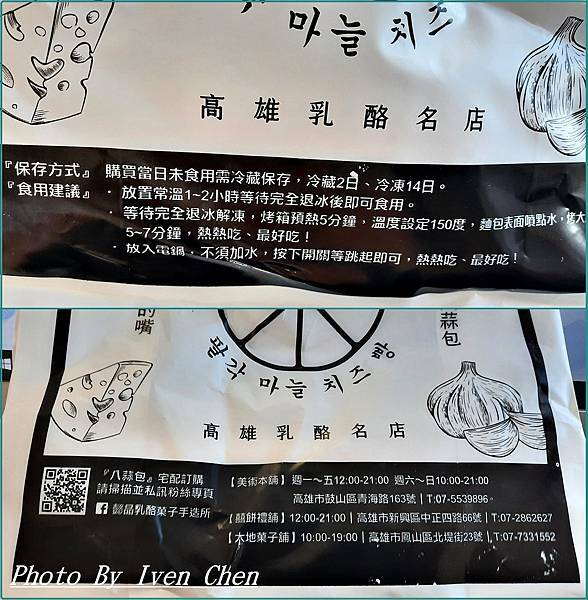 마늘 치즈
高雄乳酪名店
『保存方式』 購買當日未食用需冷藏保存，冷藏2日、冷凍14日。
『食用建議』 · 放置常溫1~2小時等待完全退冰後即可食用。
· 等待完全退冰解凍，烤箱預熱5分鐘，溫度設定150度，麵包表面噴點水，烤大
5~7分鐘，熱熱吃、最好吃！
· 放入電鍋，不須加水，按下開關等跳起即可，熱熱吃、最好吃！
的嘴
蒜包
팔각 마늘 치즈 빵
高雄乳酪名店
『八蒜包』宅配訂購
請掃描並私訊粉絲專頁
品乳酪菓子手造所
【美術本舖】 週一～五12:00-21:00 週六～日10:00-21:00
高雄市鼓山區青海路163號｜T:07-5539896。
【囍餅禮舖】12:00-21:00｜高雄市新興區中正四路66號｜T:07-2862627
【大地菓子舖】10:00-19:00｜高雄市鳳山區北堤街23號｜T:07-7331552
Photo By Iven Chen